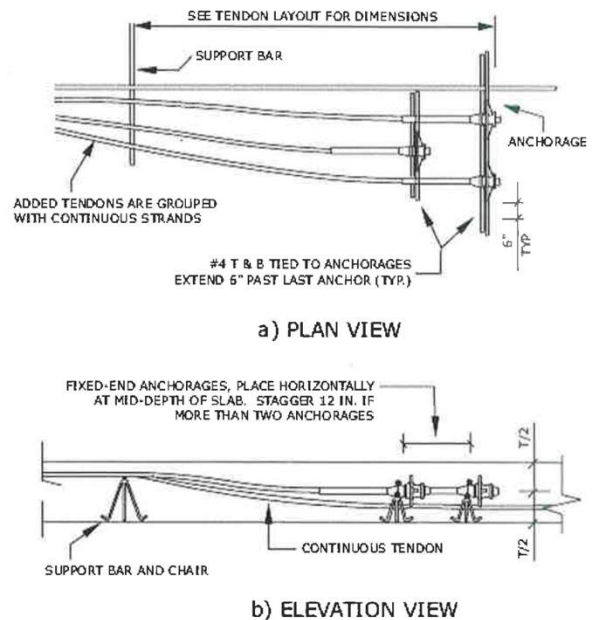 SEE TENDON LAYOUT FOR DIMENSIONS
SUPPORT BAR
ANCHORAGE
ADDED TENDONS ARE GROUPED
WITH CONTINUOUS STRANDS
6"
TYP
#4 T & B TIED TO ANCHORAGES
EXTEND 6" PAST LAST ANCHOR (TYP.)
a) PLAN VIEW
FIXED-END ANCHORAGES, PLACE HORIZONTALLY
AT MID-DEPTH OF SLAB. STAGGER 12 IN. IF
MORE THAN TWO ANCHORAGES
T/2
T/2
CONTINUOUS TENDON
SUPPORT BAR AND CHAIR
b) ELEVATION VIEW